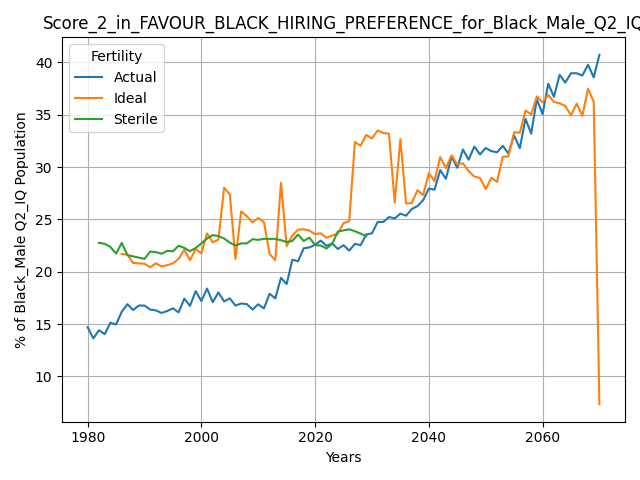 Score_2_in_FAVOUR_BLACK_HIRING_PREFERENCE_for_Black_Male_Q2_IQ
Fertility
Actual
Ideal
Sterile
% of Black_Male Q2_IQ Population
40
35
30
25
20
15
10
1980
2000
2020
2040
2060
Years